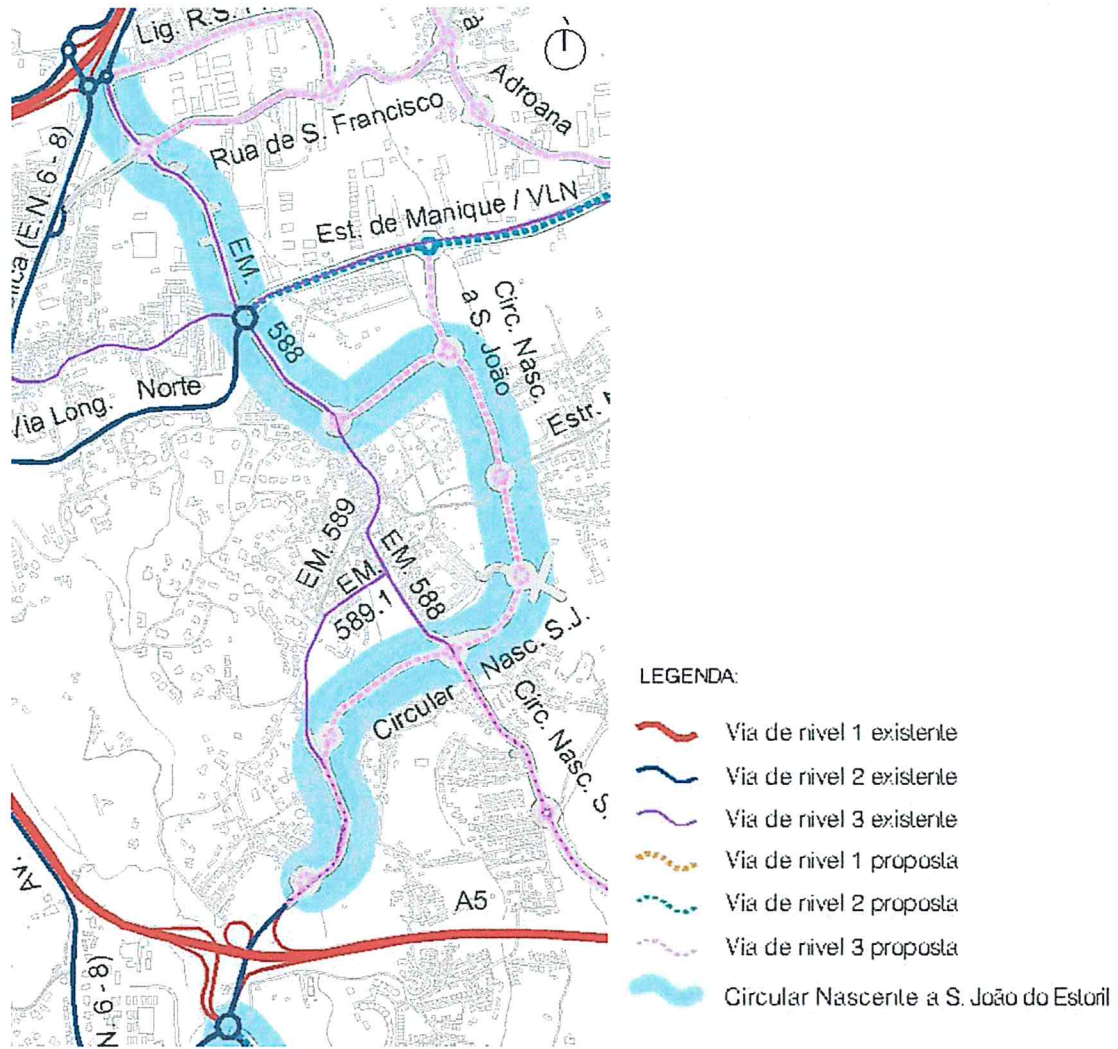 Lig. R.S.
Adroana
Rua de S. Francisco
(E.N. 6-8)
Est. de Manique / VLN
EM.
588
Circ. Nasc.
a S. João
Norte
Via Long.
Estr.
EM. 589
EM.
589.1
EM. 588
Nasc. S.J.
Circular
Circ. Nasc. S.
Av.
A5
N. 6-8)
LEGENDA:
Via de nivel 1 existente
Via de nivel 2 existente
Via de nivel 3 existente
Via de nivel 1 proposta
Via de nivel 2 proposta
Via de nivel 3 proposta
Circular Nascente a S. João do Estoril